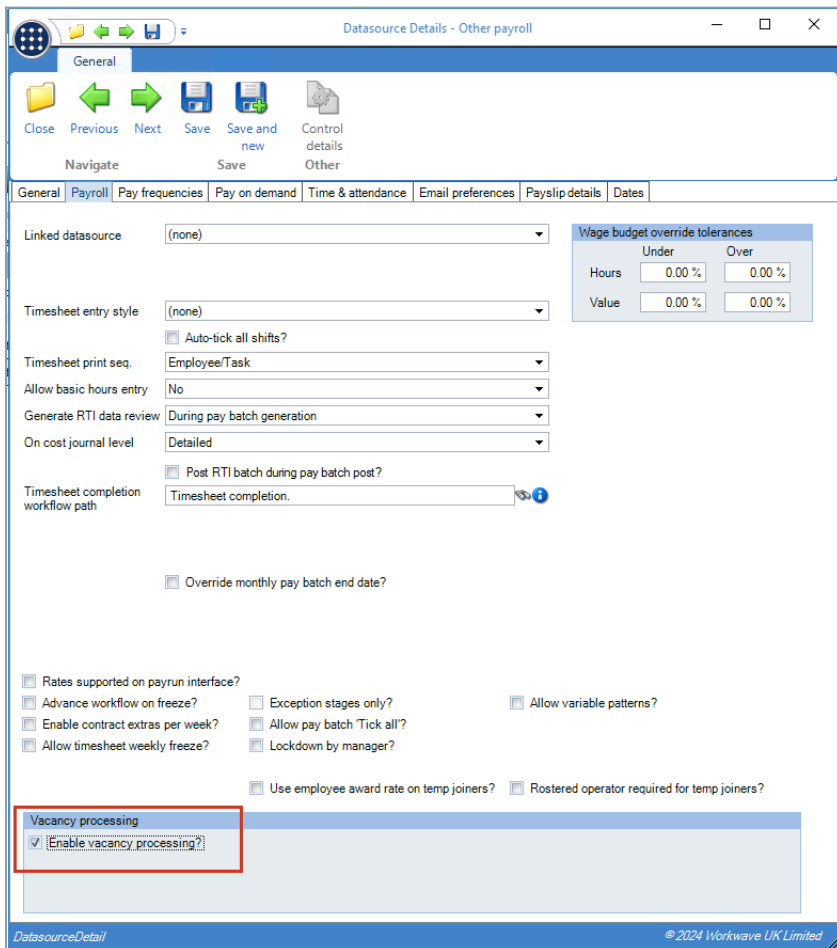 Datasource Details - Other payroll
General
Close Previous Next Save Save and new Control details
Navigate Save Other
General Payroll Pay frequencies Pay on demand Time & attendance Email preferences Payslip details Dates
Linked datasource (none)
Wage budget override tolerances
Under Over
Hours 0.00 % 0.00 %
Value 0.00 % 0.00 %
Timesheet entry style (none)
Auto-tick all shifts?
Timesheet print seq. Employee/Task
Allow basic hours entry No
Generate RTI data review During pay batch generation
On cost journal level Detailed
Post RTI batch during pay batch post?
Timesheet completion workflow path Timesheet completion.
Override monthly pay batch end date?
Rates supported on payrun interface?
Advance workflow on freeze? Exception stages only? Allow variable patterns?
Enable contract extras per week? Allow pay batch 'Tick all'?
Allow timesheet weekly freeze? Lockdown by manager?
Use employee award rate on temp joiners? Rostered operator required for temp joiners?
Vacancy processing
Enable vacancy processing?
DatasourceDetail © 2024 Workwave UK Limited